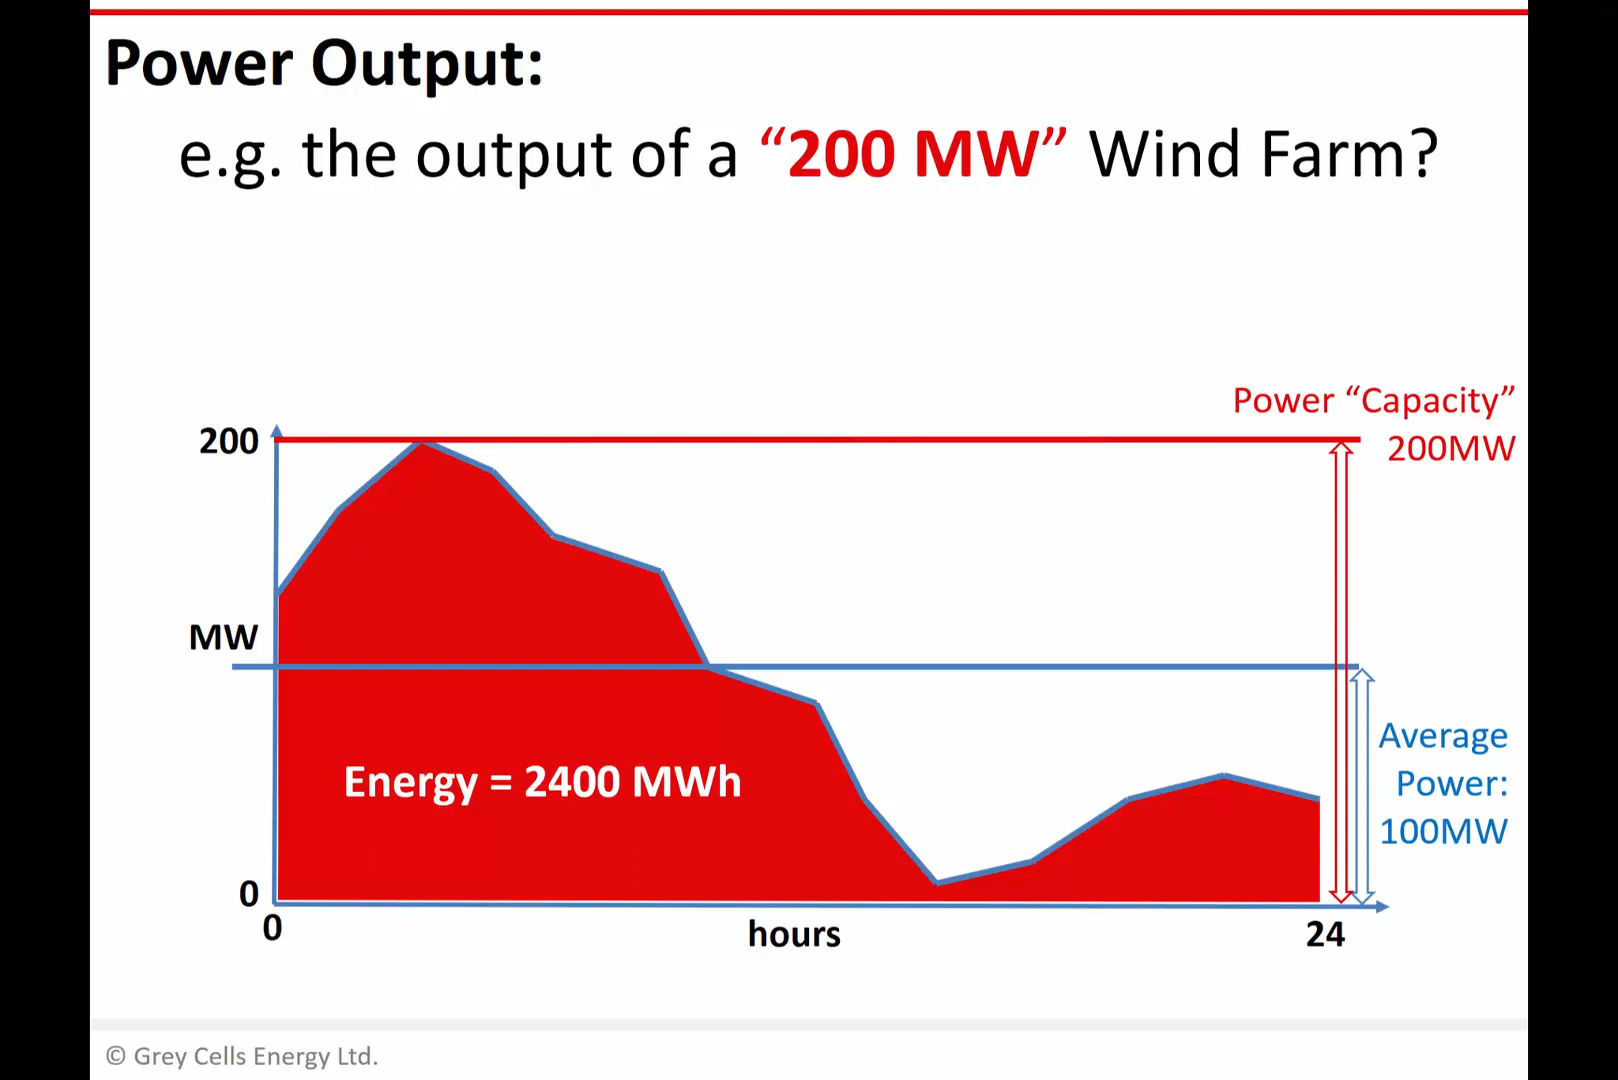 Power Output:
e.g. the output of a “200 MW” Wind Farm?
Power “Capacity”
200MW
200
MW
Average
Power:
100MW
Energy = 2400 MWh
0
0
hours
24
© Grey Cells Energy Ltd.